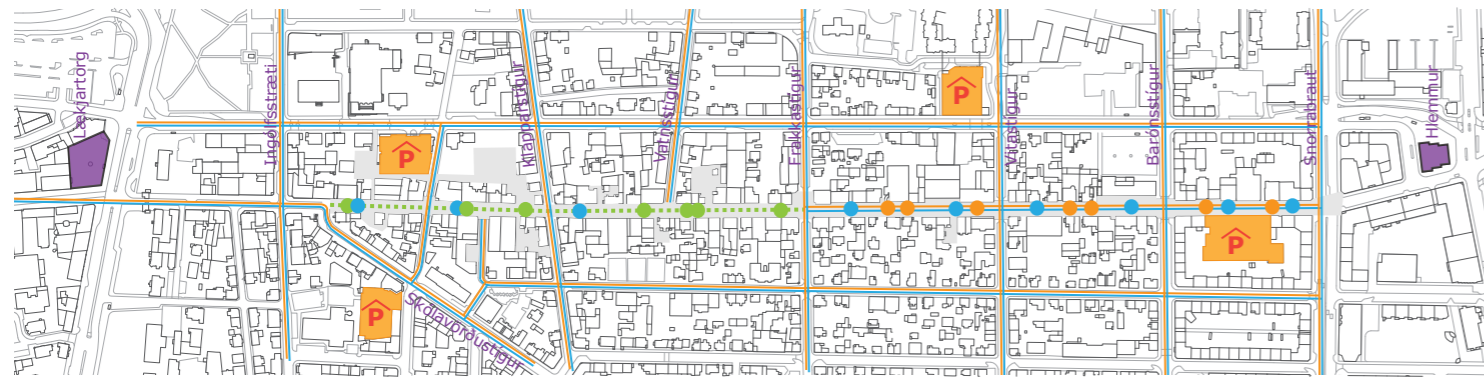 Lækjartorg
Ingólfsstræti
P
Klapparstígur
Vatnsstígur
Frakkastígur
P
Vitastígur
Barónsstígur
Snorrabraut
Hlemmur
P
Skólavörðustígur
P